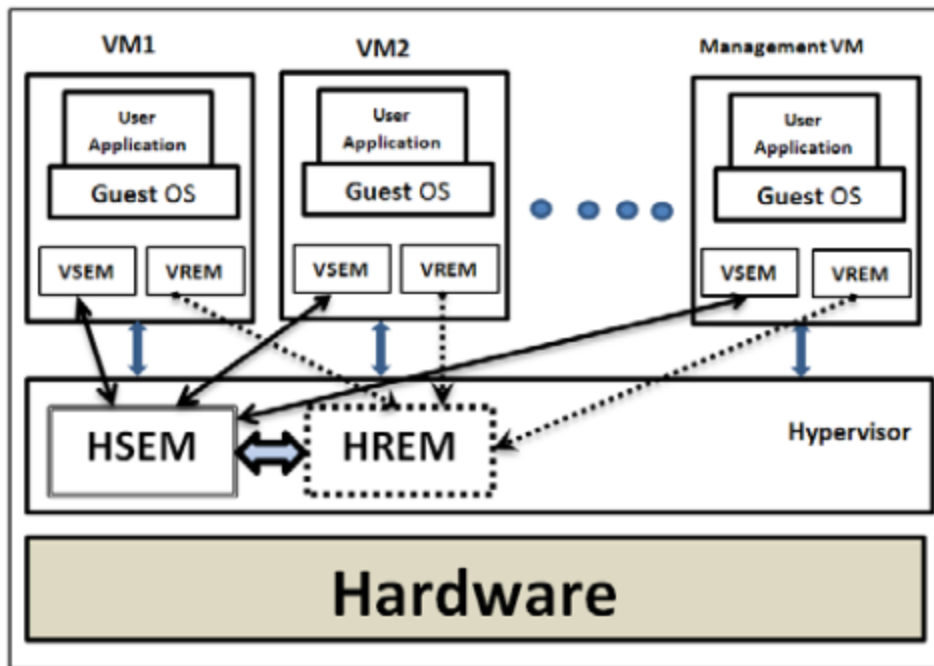 VM1
VM2
Management VM
User
Application
Guest OS
VSEM
VREM
User
Application
Guest OS
VSEM
VREM
User
Application
Guest OS
VSEM
VREM
HSEM
HREM
Hypervisor
Hardware